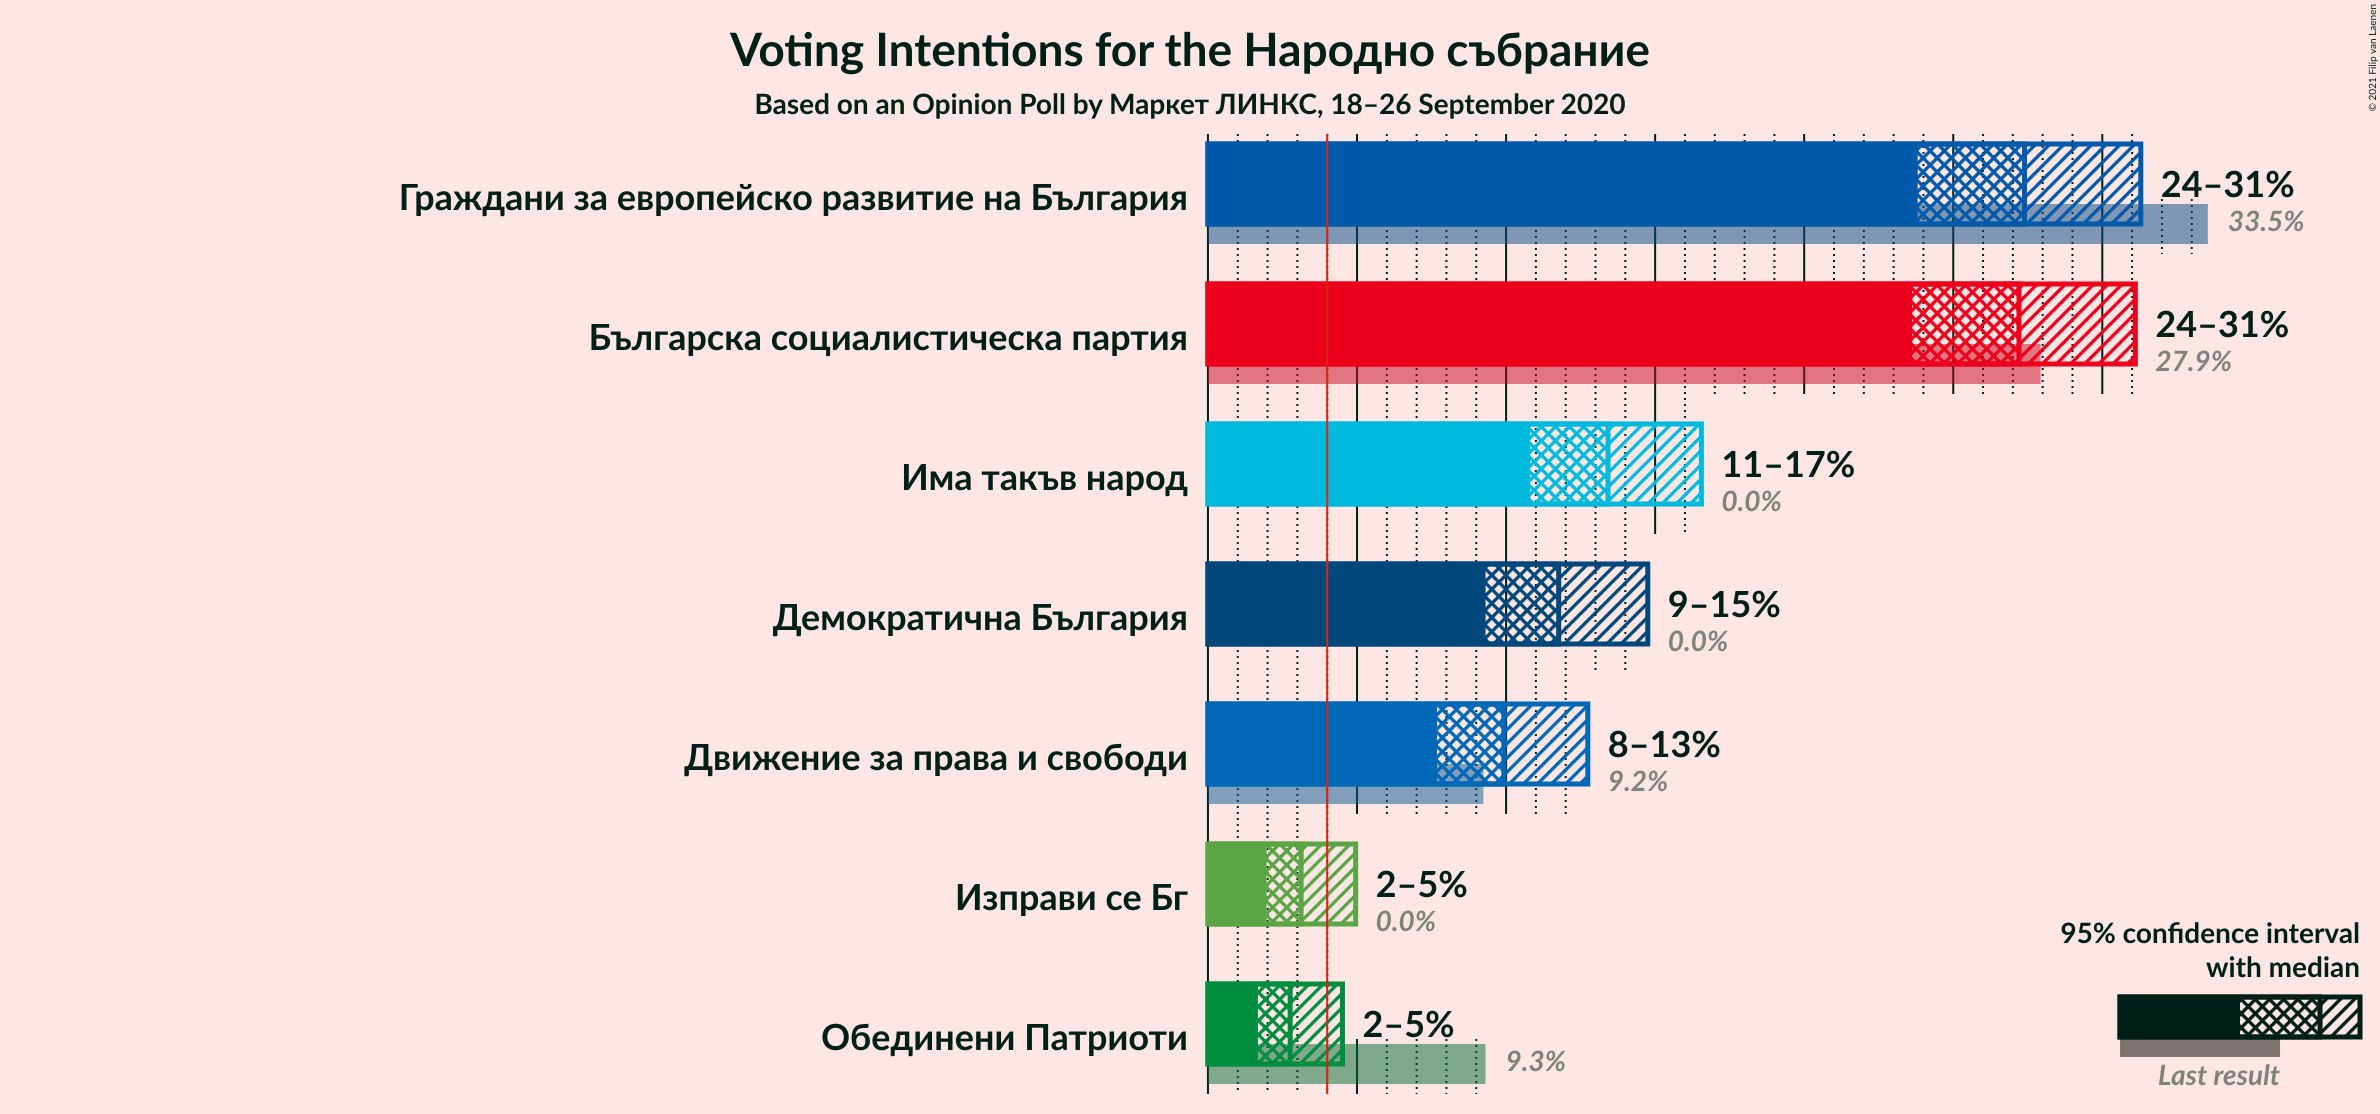 Voting Intentions for the Народно събрание
Based on an Opinion Poll by Маркет ЛИНКС, 18–26 September 2020
© 2021 Filip van Laenen
Граждани за европейско развитие на България
24–31%
33.5%
Българска социалистическа партия
24–31%
27.9%
Има такъв народ
11–17%
0.0%
Демократична България
9–15%
0.0%
Движение за права и свободи
8–13%
9.2%
Изправи се Бг
2–5%
0.0%
Обединени Патриоти
2–5%
9.3%
95% confidence interval
with median
Last result